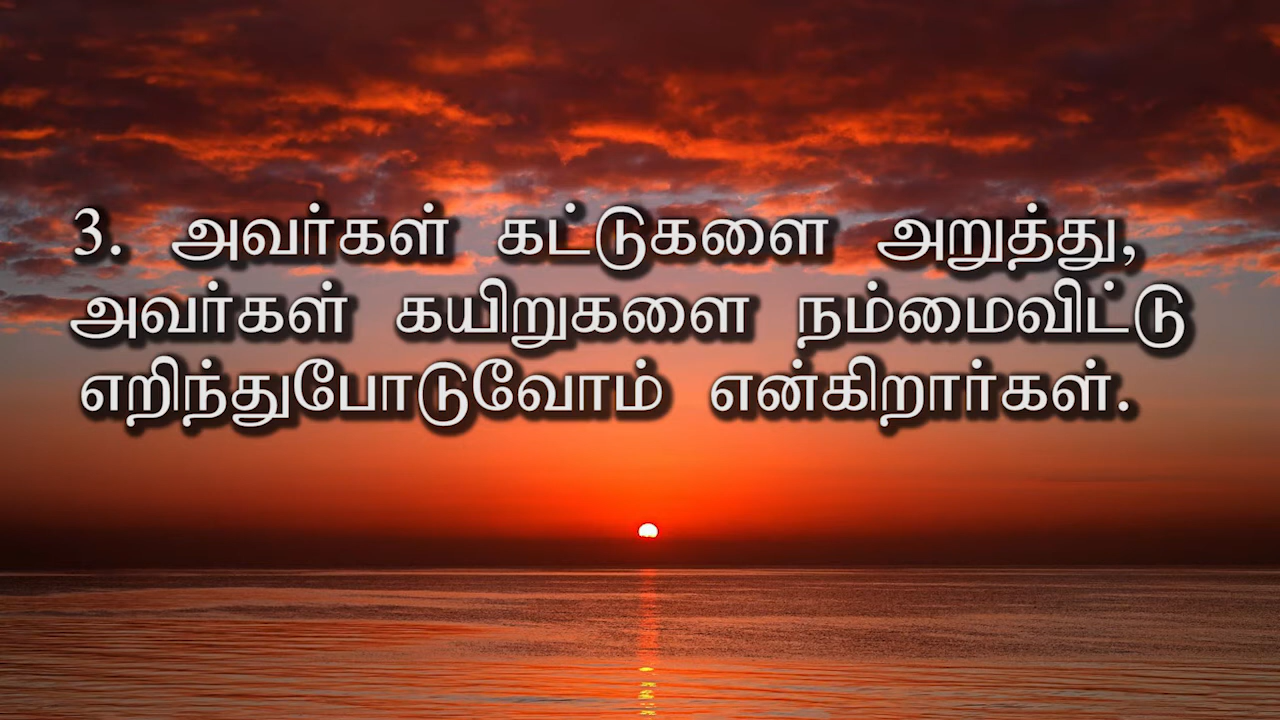 3. அவர்கள் கட்டுகளை அறுத்து,
அவர்கள் கயிறுகளை நம்மைவிட்டு
எறிந்துபோடுவோம் என்கிறார்கள்.